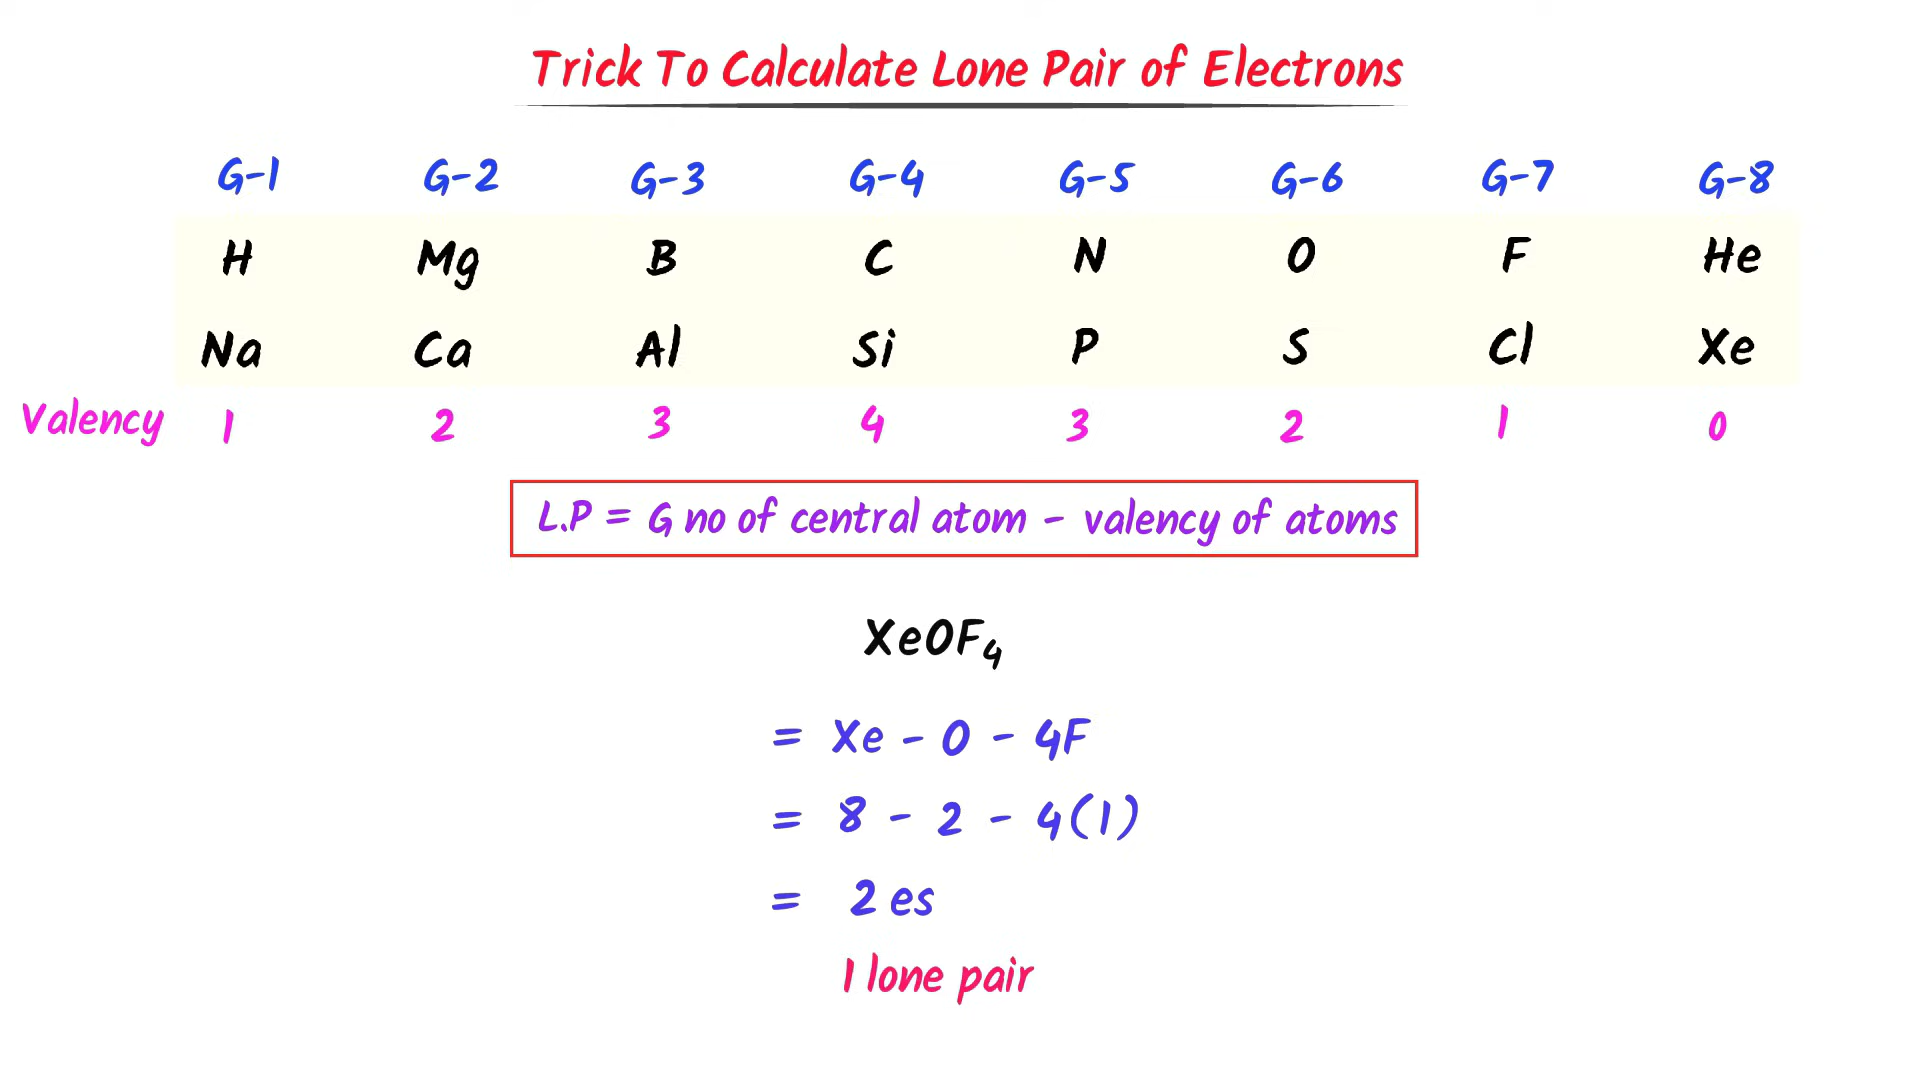 Trick To Calculate Lone Pair of Electrons
G-1 G-2 G-3 G-4 G-5 G-6 G-7 G-8
H Mg B C N O F He
Na Ca Al Si P S Cl Xe
Valency 1 2 3 4 3 2 1 0
L.P = G no of central atom - valency of atoms
XeOF₄
= Xe - O - 4F
= 8 - 2 - 4(1)
= 2 es
1 lone pair